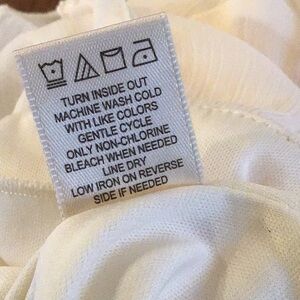 TURN INSIDE OUT
MACHINE WASH COLD
WITH LIKE COLORS
GENTLE CYCLE
ONLY NON-CHLORINE
BLEACH WHEN NEEDED
LINE DRY
LOW IRON ON REVERSE
SIDE IF NEEDED